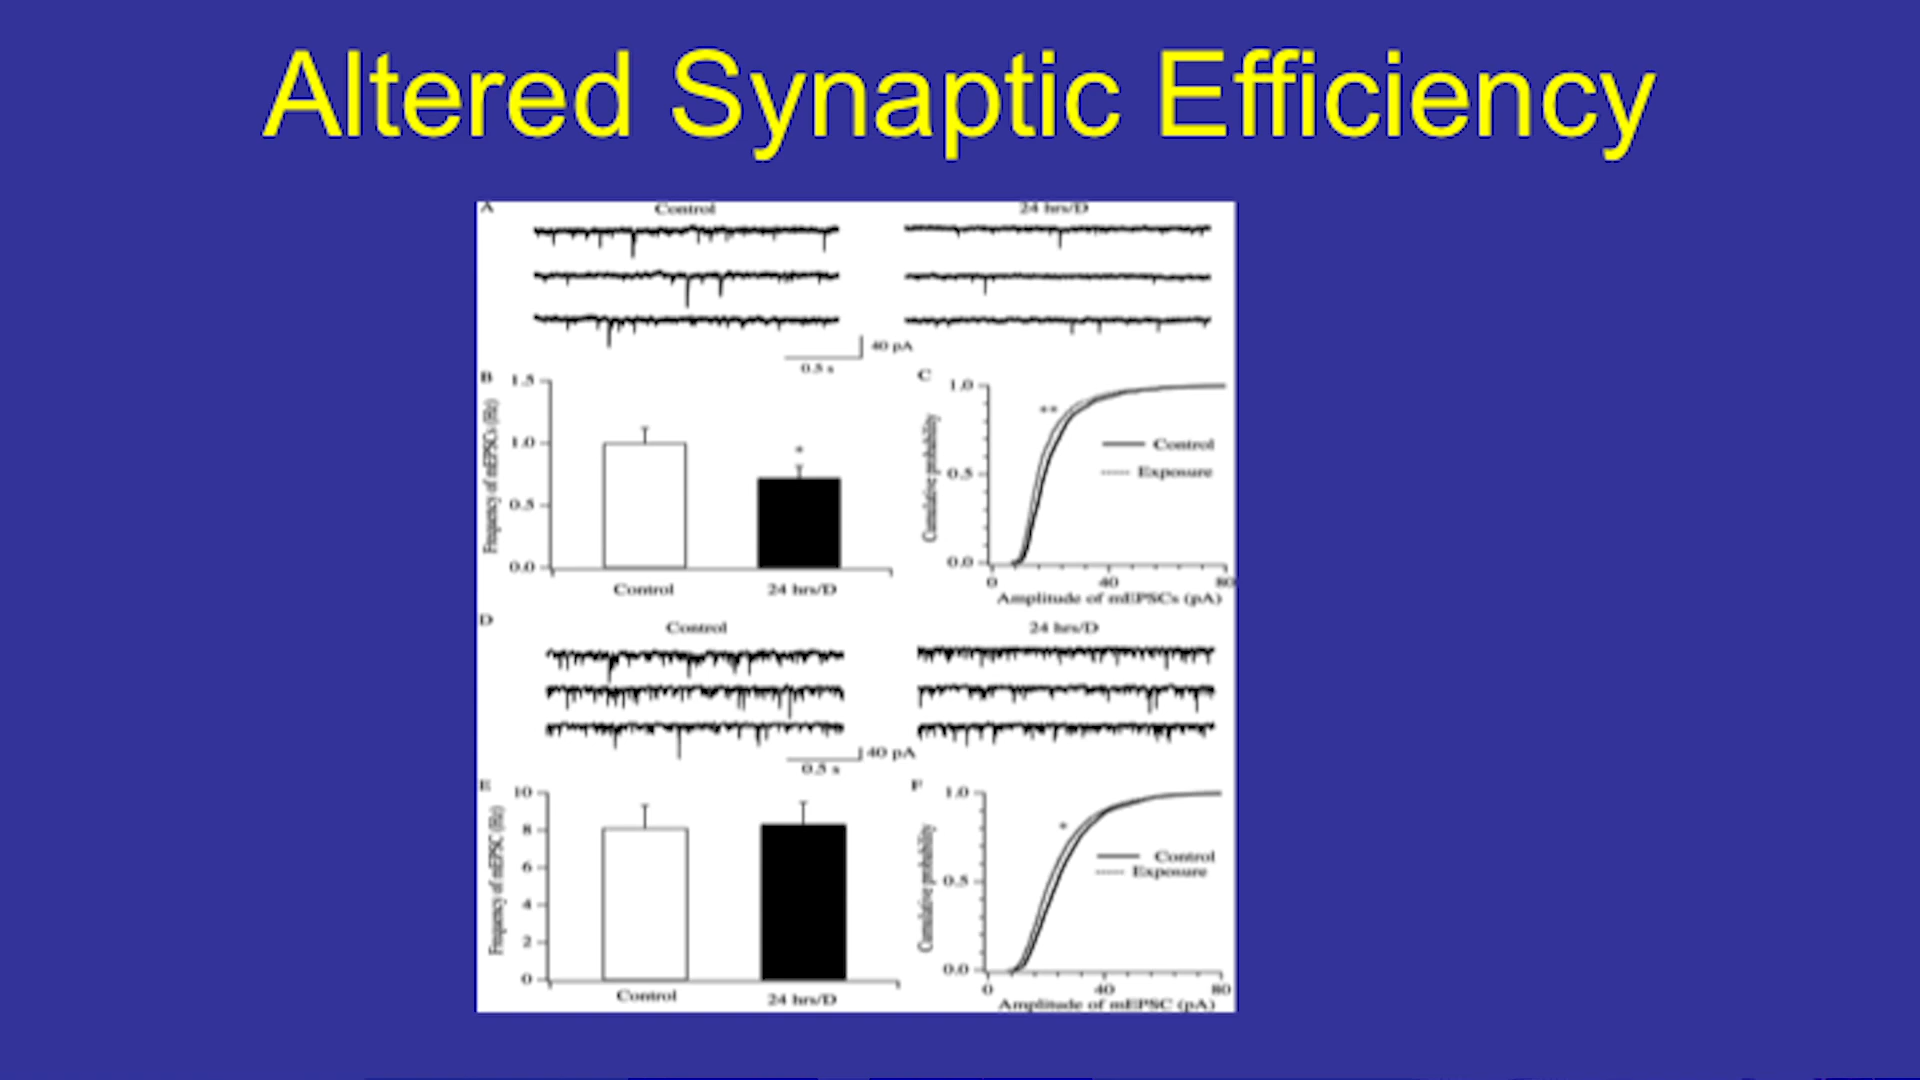 Altered Synaptic Efficiency
A
Control
24 hrs/D
40 pA
0.5 s
B
1.5
1.0
0.5
0.0
Frequency of mEPSCs (Hz)
Control
24 hrs/D
C
1.0
0.5
0.0
Cumulative probability
**
Control
Exposure
0
40
80
Amplitude of mEPSCs (pA)
*
D
Control
24 hrs/D
40 pA
0.5 s
E
10
8
6
4
2
0
Frequency of mEPSC (Hz)
Control
24 hrs/D
F
1.0
0.5
0.0
Cumulative probability
*
Control
Exposure
0
40
80
Amplitude of mEPSC (pA)